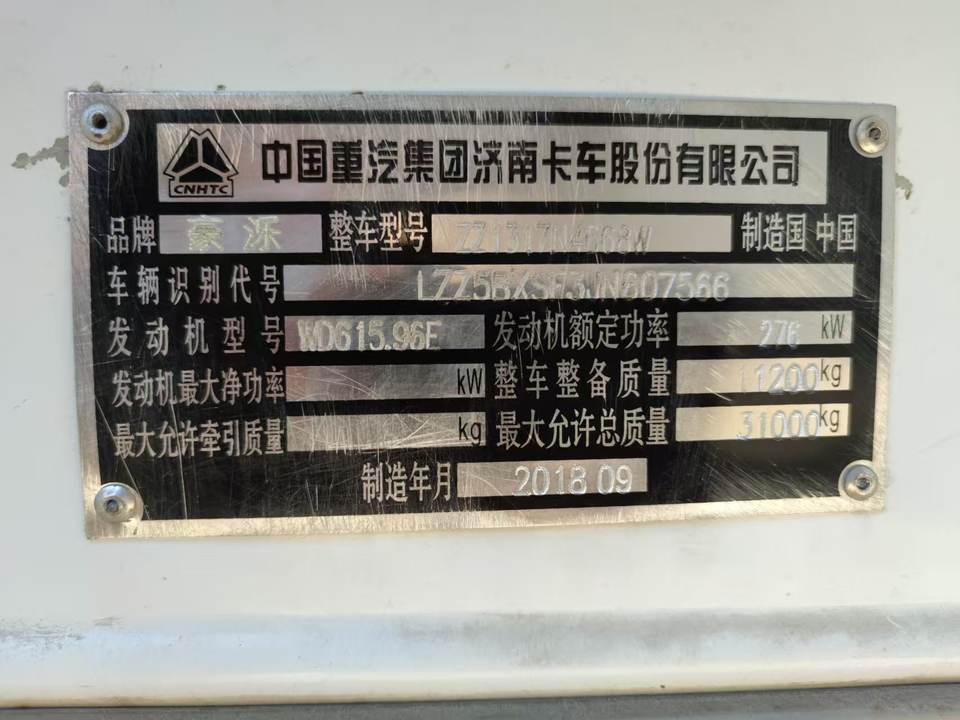 CNHTC 中国重汽集团济南卡车股份有限公司
品牌 豪泺 整车型号 ZZ1317N4668W 制造国 中国
车辆识别代号 LZZ5BXSF3JN607566
发动机型号 WD615.96E 发动机额定功率 276 kW
发动机最大净功率 kW 整车整备质量 11200 kg
最大允许牵引质量 kg 最大允许总质量 31000 kg
制造年月 2018 09